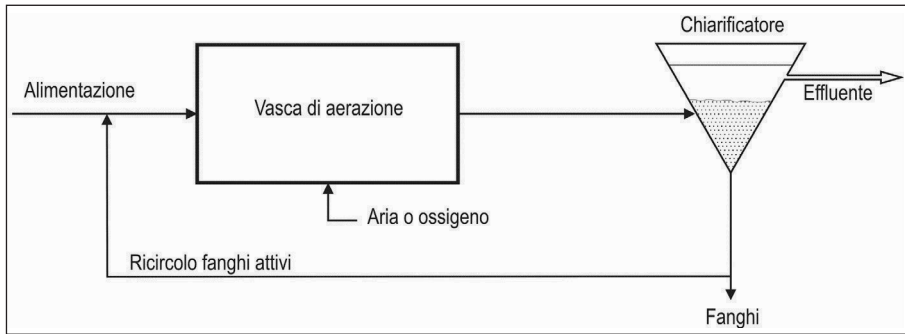 Chiarificatore
Alimentazione
Vasca di aerazione
Effluente
Aria o ossigeno
Ricircolo fanghi attivi
Fanghi